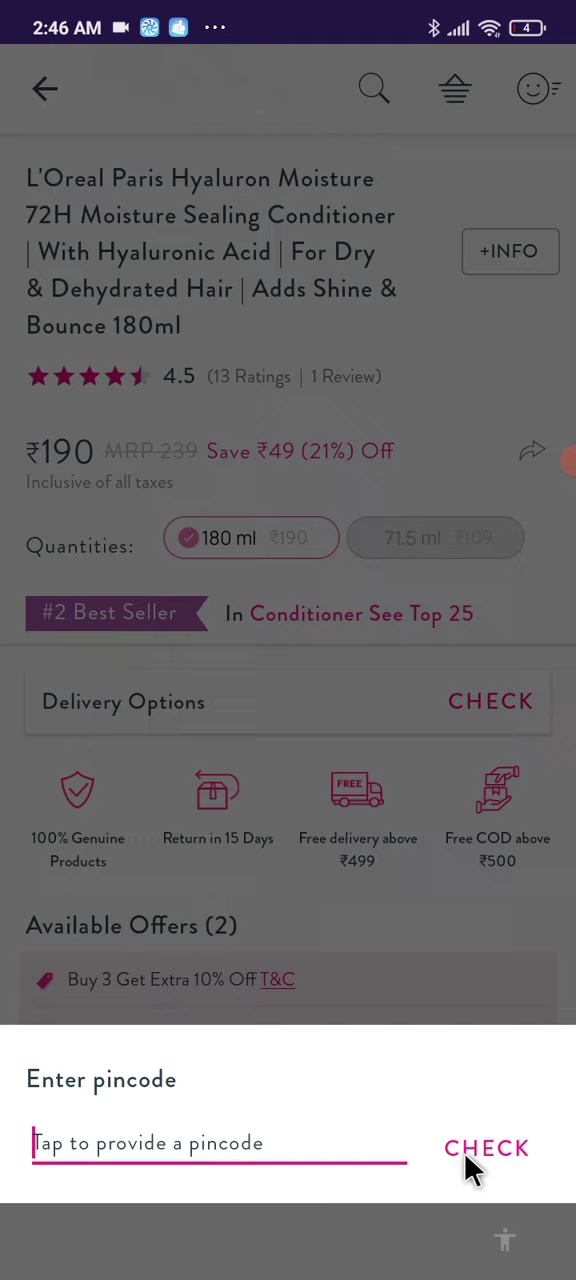 2:46 AM
4
L'Oreal Paris Hyaluron Moisture
72H Moisture Sealing Conditioner
| With Hyaluronic Acid | For Dry
& Dehydrated Hair | Adds Shine &
Bounce 180ml
+INFO
4.5 (13 Ratings | 1 Review)
₹190 MRP 239 Save ₹49 (21%) Off
Inclusive of all taxes
Quantities: 180 ml ₹190 71.5 ml ₹109
#2 Best Seller In Conditioner See Top 25
Delivery Options CHECK
FREE
100% Genuine Products
Return in 15 Days
Free delivery above ₹499
Free COD above ₹500
Available Offers (2)
Buy 3 Get Extra 10% Off T&C
Enter pincode
Tap to provide a pincode CHECK